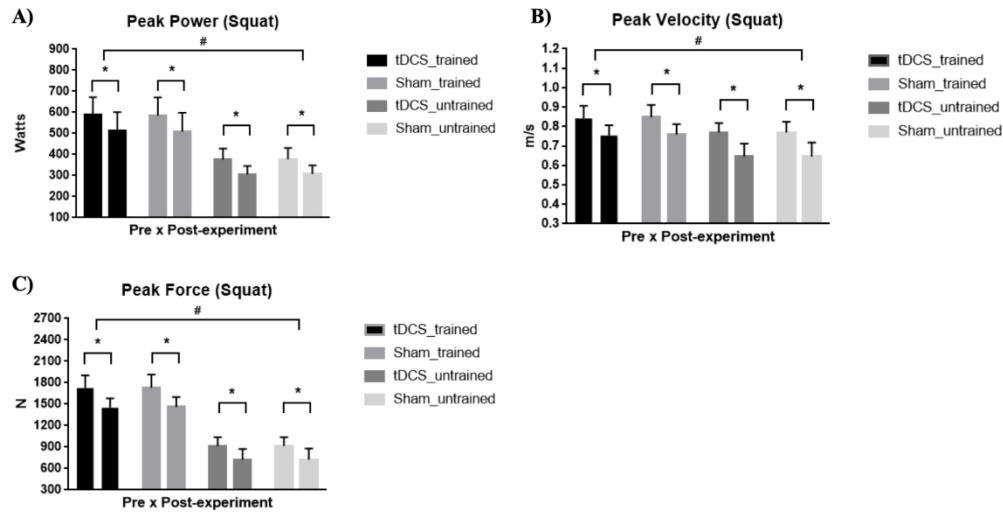 A)
Peak Power (Squat)
#
* * * *
900
800
700
600
500
400
300
200
100
Watts
Pre x Post-experiment
tDCS_trained
Sham_trained
tDCS_untrained
Sham_untrained
B)
Peak Velocity (Squat)
#
* * * *
1.2
1.1
1.0
0.9
0.8
0.7
0.6
0.5
0.4
0.3
m/s
Pre x Post-experiment
tDCS_trained
Sham_trained
tDCS_untrained
Sham_untrained
C)
Peak Force (Squat)
#
* * * *
2700
2400
2100
1800
1500
1200
900
600
300
N
Pre x Post-experiment
tDCS_trained
Sham_trained
tDCS_untrained
Sham_untrained